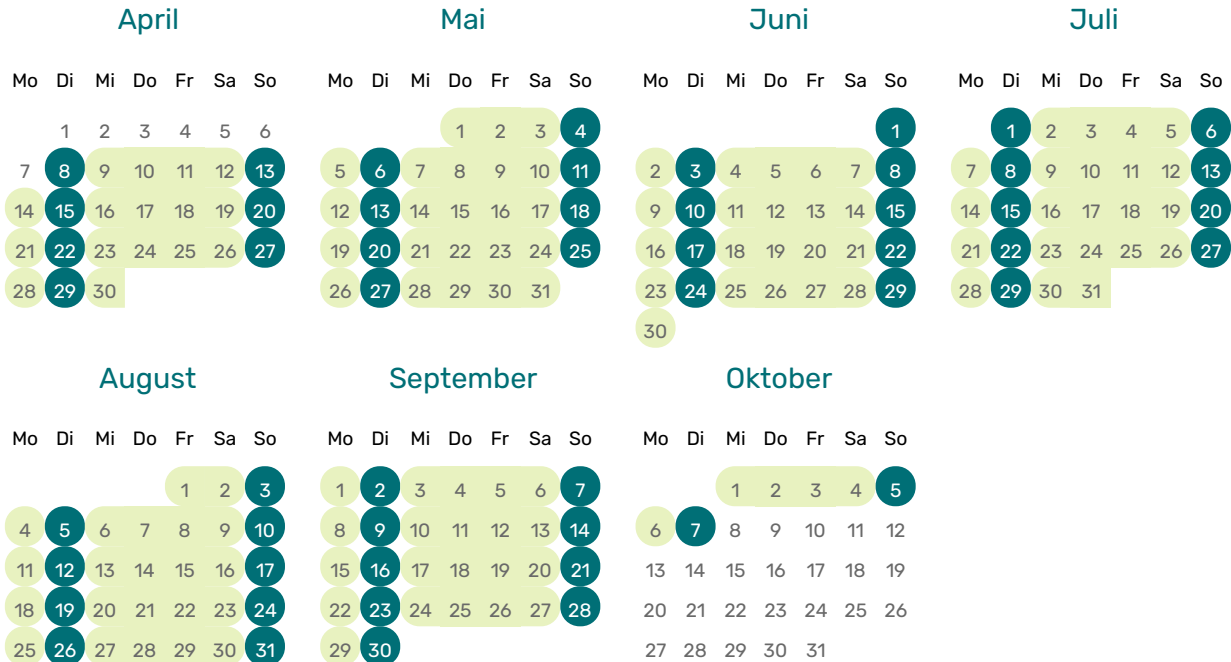 April Mai Juni Juli
Mo Di Mi Do Fr Sa So Mo Di Mi Do Fr Sa So Mo Di Mi Do Fr Sa So Mo Di Mi Do Fr Sa So
1 2 3 4 5 6 1 2 3 4 1 1 2 3 4 5 6
7 8 9 10 11 12 13 5 6 7 8 9 10 11 2 3 4 5 6 7 8 7 8 9 10 11 12 13
14 15 16 17 18 19 20 12 13 14 15 16 17 18 9 10 11 12 13 14 15 14 15 16 17 18 19 20
21 22 23 24 25 26 27 19 20 21 22 23 24 25 16 17 18 19 20 21 22 21 22 23 24 25 26 27
28 29 30 26 27 28 29 30 31 23 24 25 26 27 28 29 28 29 30 31
30
August September Oktober
Mo Di Mi Do Fr Sa So Mo Di Mi Do Fr Sa So Mo Di Mi Do Fr Sa So
1 2 3 1 2 3 4 5 6 7 1 2 3 4 5
4 5 6 7 8 9 10 8 9 10 11 12 13 14 6 7 8 9 10 11 12
11 12 13 14 15 16 17 15 16 17 18 19 20 21 13 14 15 16 17 18 19
18 19 20 21 22 23 24 22 23 24 25 26 27 28 20 21 22 23 24 25 26
25 26 27 28 29 30 31 29 30 27 28 29 30 31